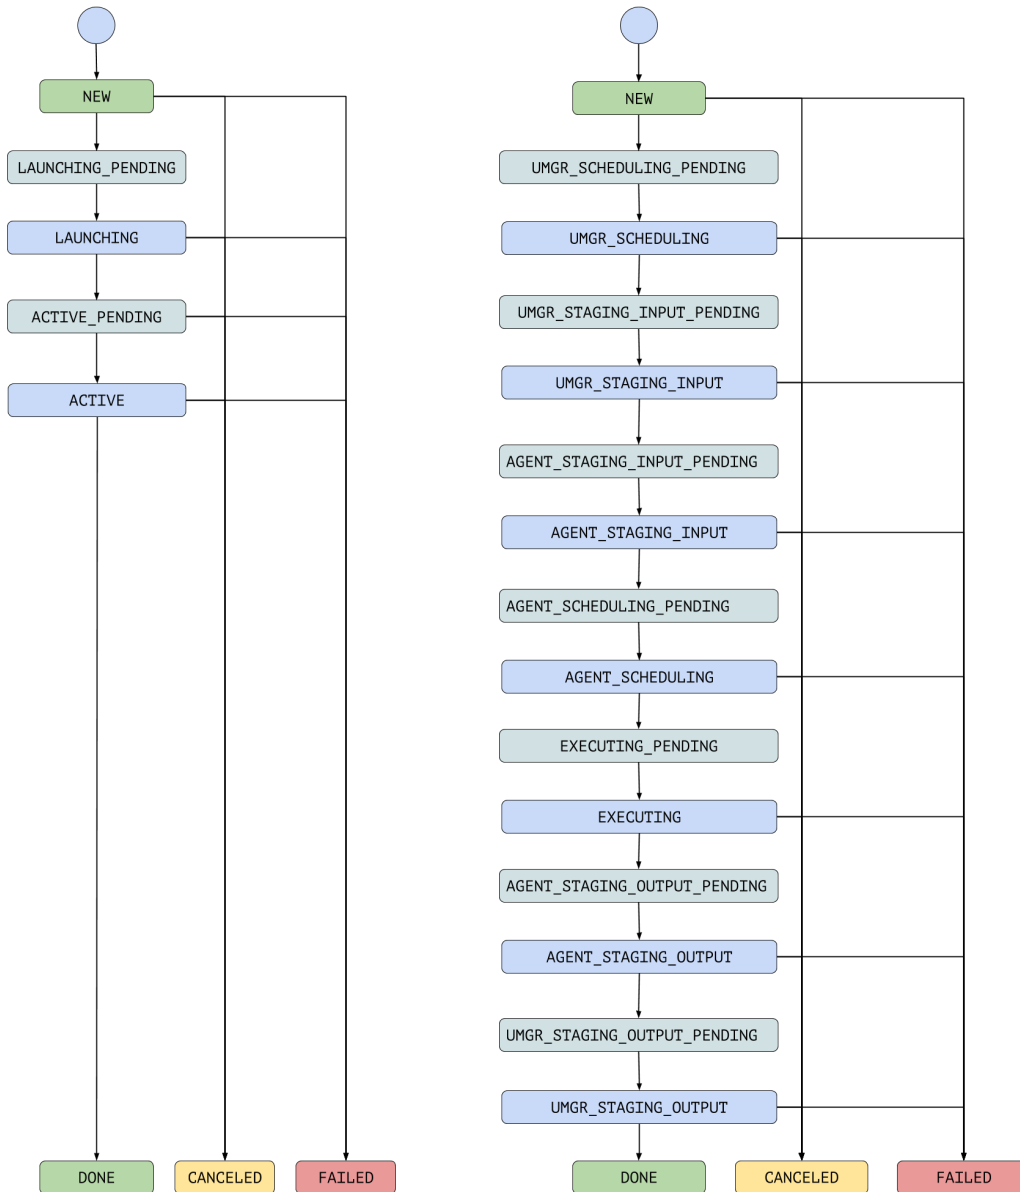 NEW
LAUNCHING_PENDING
LAUNCHING
ACTIVE_PENDING
ACTIVE
DONE
CANCELED
FAILED
NEW
UMGR_SCHEDULING_PENDING
UMGR_SCHEDULING
UMGR_STAGING_INPUT_PENDING
UMGR_STAGING_INPUT
AGENT_STAGING_INPUT_PENDING
AGENT_STAGING_INPUT
AGENT_SCHEDULING_PENDING
AGENT_SCHEDULING
EXECUTING_PENDING
EXECUTING
AGENT_STAGING_OUTPUT_PENDING
AGENT_STAGING_OUTPUT
UMGR_STAGING_OUTPUT_PENDING
UMGR_STAGING_OUTPUT
DONE
CANCELED
FAILED